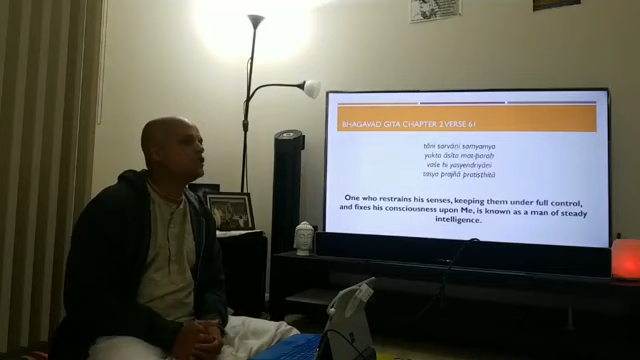 BHAGAVAD GITA CHAPTER 2 VERSE 61
tāni sarvāṇi saṁyamya
yukta āsīta mat-paraḥ
vaśe hi yasyendriyāṇi
tasya prajñā pratiṣṭhitā
One who restrains his senses, keeping them under full control,
and fixes his consciousness upon Me, is known as a man of steady
intelligence.